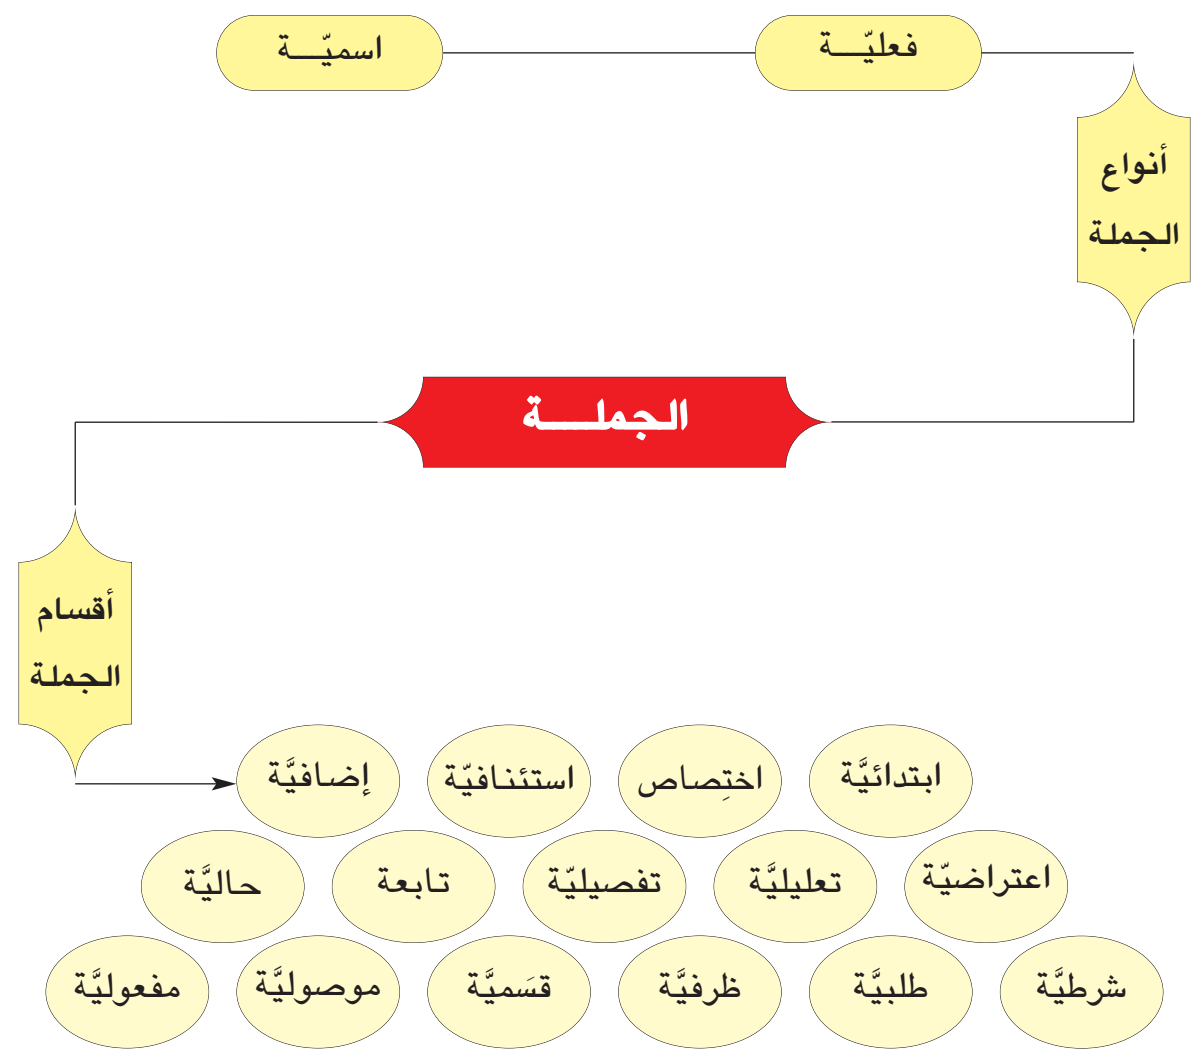 فعليّـــة
اسميّـــة
أنواع
الجملة
الجملـــــة
أقسام
الجملة
ابتدائيَّة
اختِصاص
استئنافيّة
إضافيَّة
اعتراضيّة
تعليليَّة
تفصيليّة
تابعة
حاليَّة
شرطيَّة
طلبيَّة
ظرفيَّة
قسَميَّة
موصوليَّة
مفعوليَّة